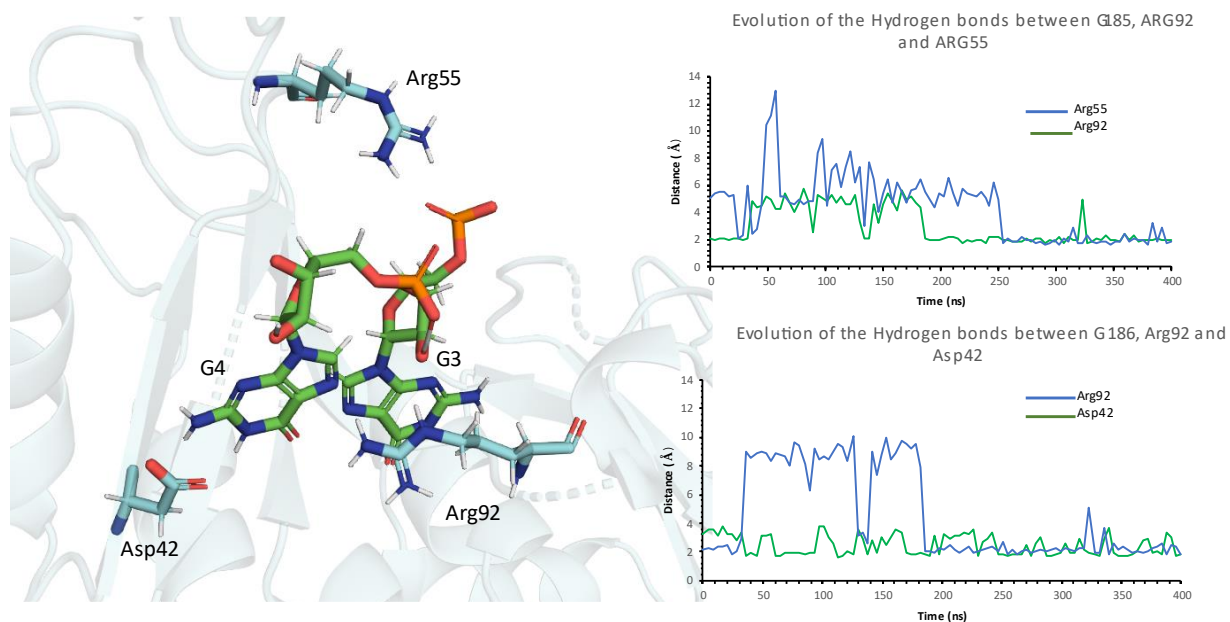 Arg55
G4
G3
Arg92
Asp42
Evolution of the Hydrogen bonds between G185, ARG92
and ARG55
14
12
10
8
6
4
2
0
Distance (Å)
Arg55
Arg92
0
50
100
150
200
250
300
350
400
Time (ns)
Evolution of the Hydrogen bonds between G186, Arg92 and
Asp42
14
12
10
8
6
4
2
0
Distance (Å)
Arg92
Asp42
0
50
100
150
200
250
300
350
400
Time (ns)